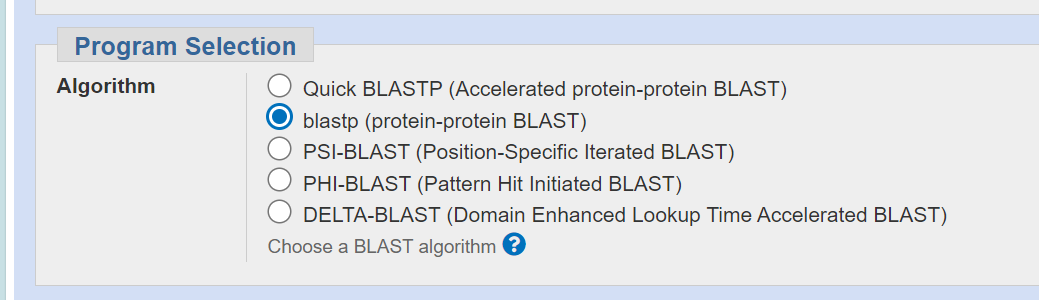 Program Selection
Algorithm
Quick BLASTP (Accelerated protein-protein BLAST)
blastp (protein-protein BLAST)
PSI-BLAST (Position-Specific Iterated BLAST)
PHI-BLAST (Pattern Hit Initiated BLAST)
DELTA-BLAST (Domain Enhanced Lookup Time Accelerated BLAST)
Choose a BLAST algorithm ?